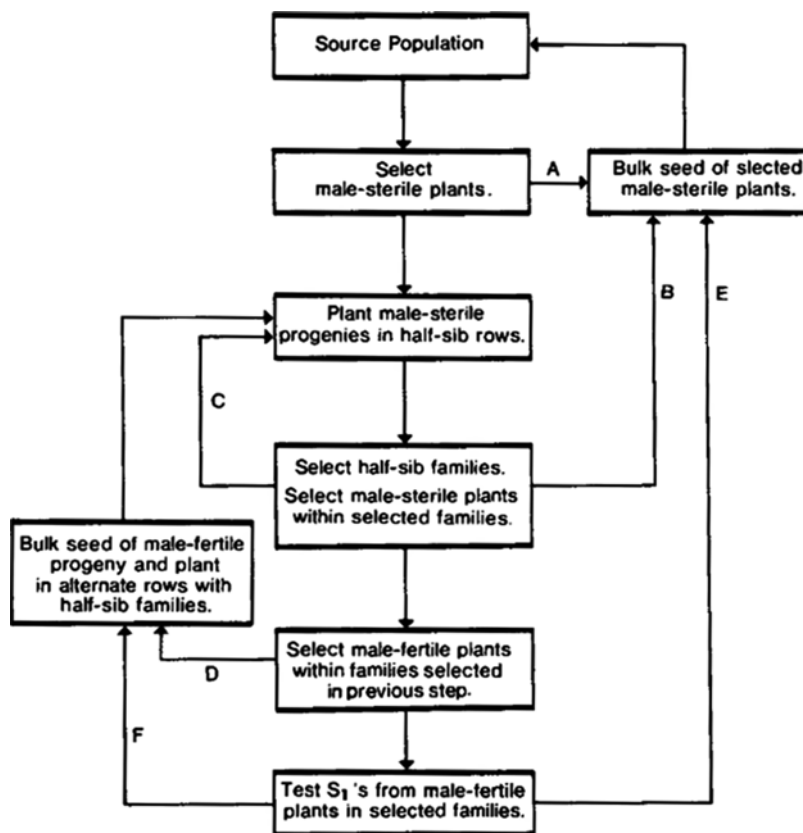 Source Population
Select
male-sterile plants.
A
Bulk seed of slected
male-sterile plants.
B
E
Plant male-sterile
progenies in half-sib rows.
C
Select half-sib families.
Select male-sterile plants
within selected families.
Bulk seed of male-fertile
progeny and plant
in alternate rows with
half-sib families.
D
Select male-fertile plants
within families selected
in previous step.
F
Test S₁'s from male-fertile
plants in selected families.